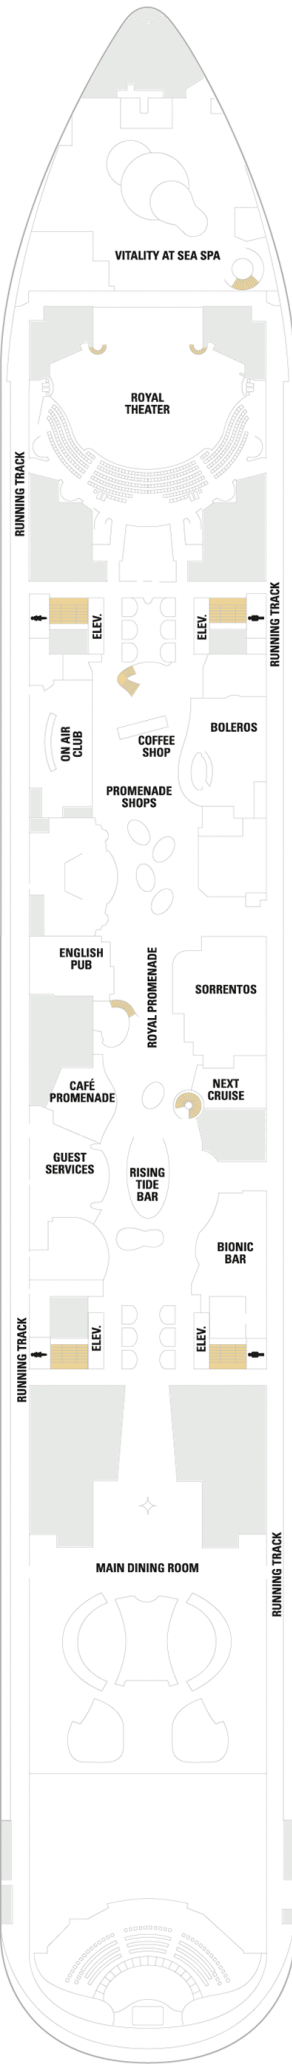 VITALITY AT SEA SPA
ROYAL
THEATER
RUNNING TRACK
RUNNING TRACK
ELEV.
ELEV.
BOLEROS
ON AIR
CLUB
COFFEE
SHOP
PROMENADE
SHOPS
ENGLISH
PUB
ROYAL PROMENADE
SORRENTOS
CAFÉ
PROMENADE
NEXT
CRUISE
GUEST
SERVICES
RISING
TIDE
BAR
BIONIC
BAR
ELEV.
ELEV.
RUNNING TRACK
RUNNING TRACK
MAIN DINING ROOM